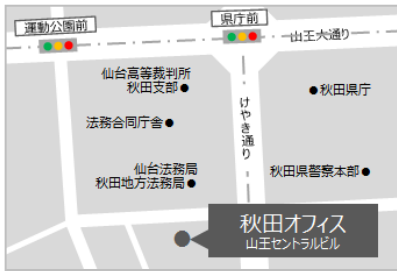 運動公園前
県庁前
山王大通り
仙台高等裁判所
秋田支部●
●秋田県庁
けやき通り
法務合同庁舎●
仙台法務局
秋田地方法務局●
秋田県警察本部●
秋田オフィス
山王セントラルビル